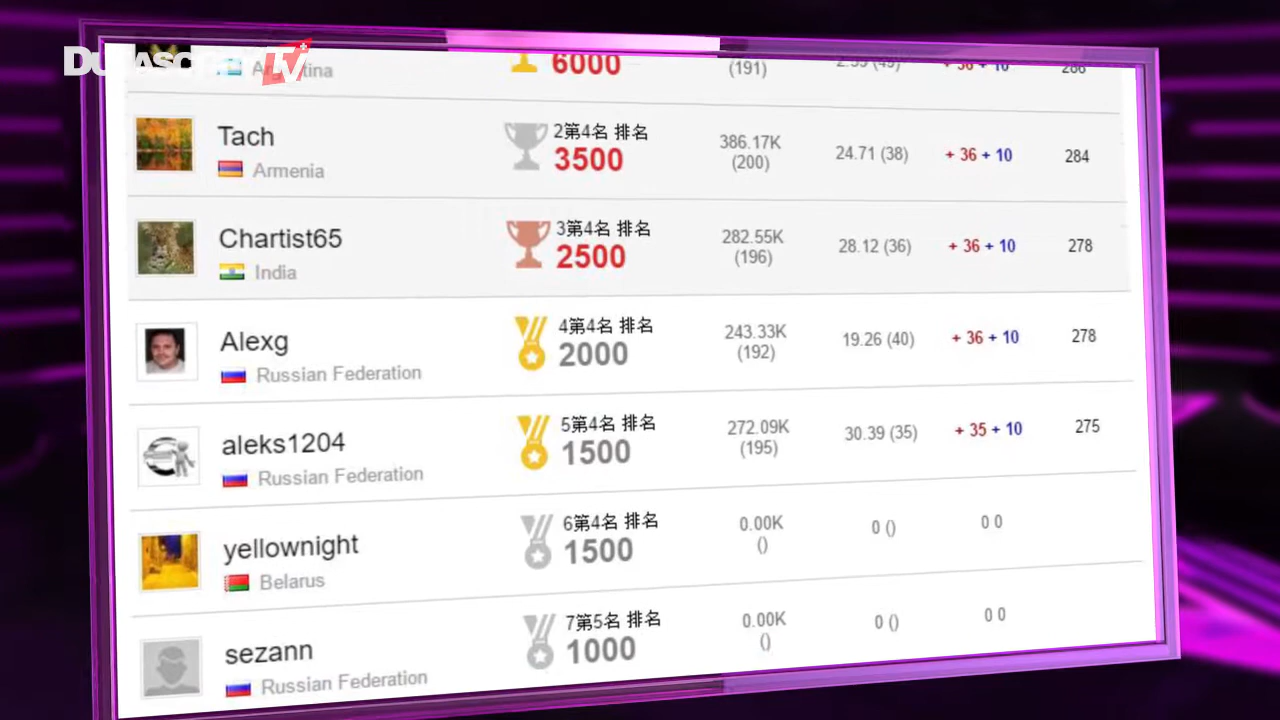 TV
6000
(191)
Tach
Armenia
2第4名 排名
3500
386.17K
(200)
24.71 (38)
+ 36 + 10
284
Chartist65
India
3第4名 排名
2500
282.55K
(196)
28.12 (36)
+ 36 + 10
278
Alexg
Russian Federation
4第4名 排名
2000
243.33K
(192)
19.26 (40)
+ 36 + 10
278
aleks1204
Russian Federation
5第4名 排名
1500
272.09K
(195)
30.39 (35)
+ 35 + 10
275
yellownight
Belarus
6第4名 排名
1500
0.00K
()
0 ()
0 0
sezann
Russian Federation
7第5名 排名
1000
0.00K
()
0 ()
0 0